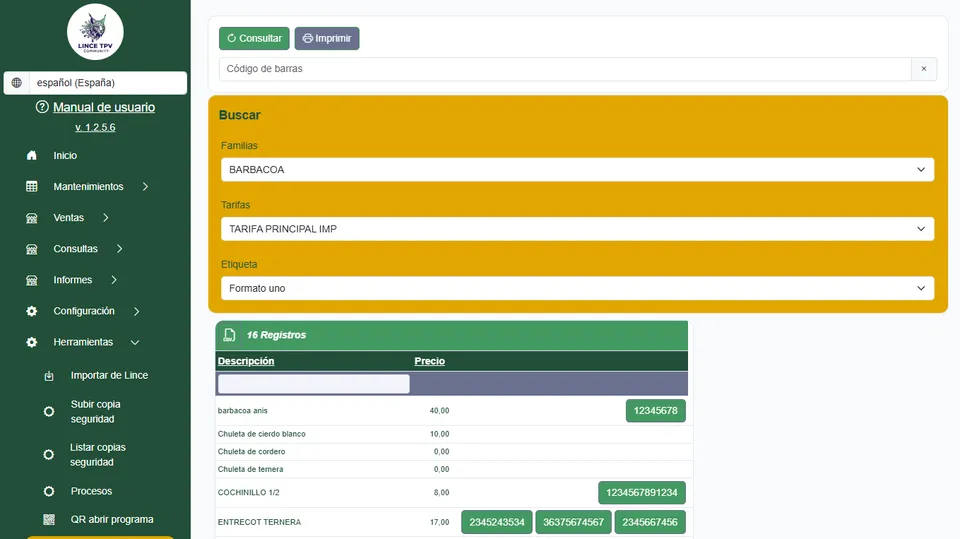 LINCE TPV
COMMUNITY
español (España)
Manual de usuario
v. 1.2.5.6
Inicio
Mantenimientos
Ventas
Consultas
Informes
Configuración
Herramientas
Importar de Lince
Subir copia
seguridad
Listar copias
seguridad
Procesos
QR abrir programa
Consultar Imprimir
Código de barras ×
Buscar
Familias
BARBACOA
Tarifas
TARIFA PRINCIPAL IMP
Etiqueta
Formato uno
16 Registros
Descripción Precio
barbacoa anis 40,00 12345678
Chuleta de cierdo blanco 10,00
Chuleta de cordero 0,00
Chuleta de ternera 0,00
COCHINILLO 1/2 8,00 1234567891234
ENTRECOT TERNERA 17,00 2345243534 36375674567 2345667456